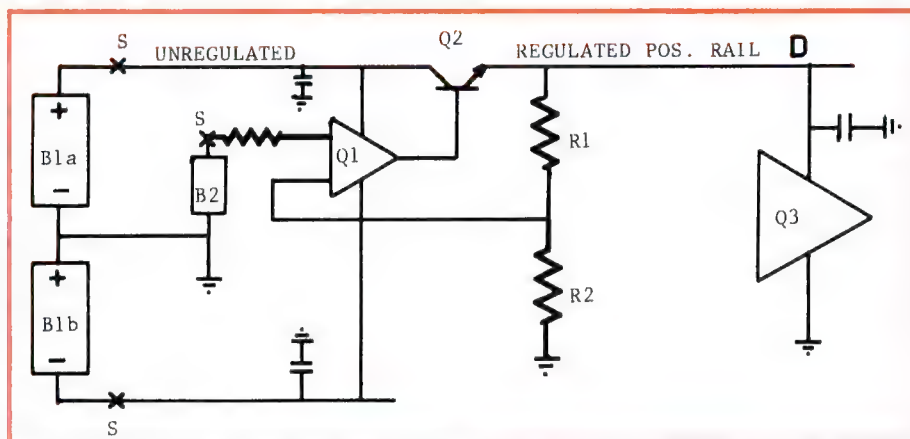 S UNREGULATED Q2 REGULATED POS. RAIL D
+
B1a
-
S
Q1
B2
R1
Q3
+
B1b
-
R2
S